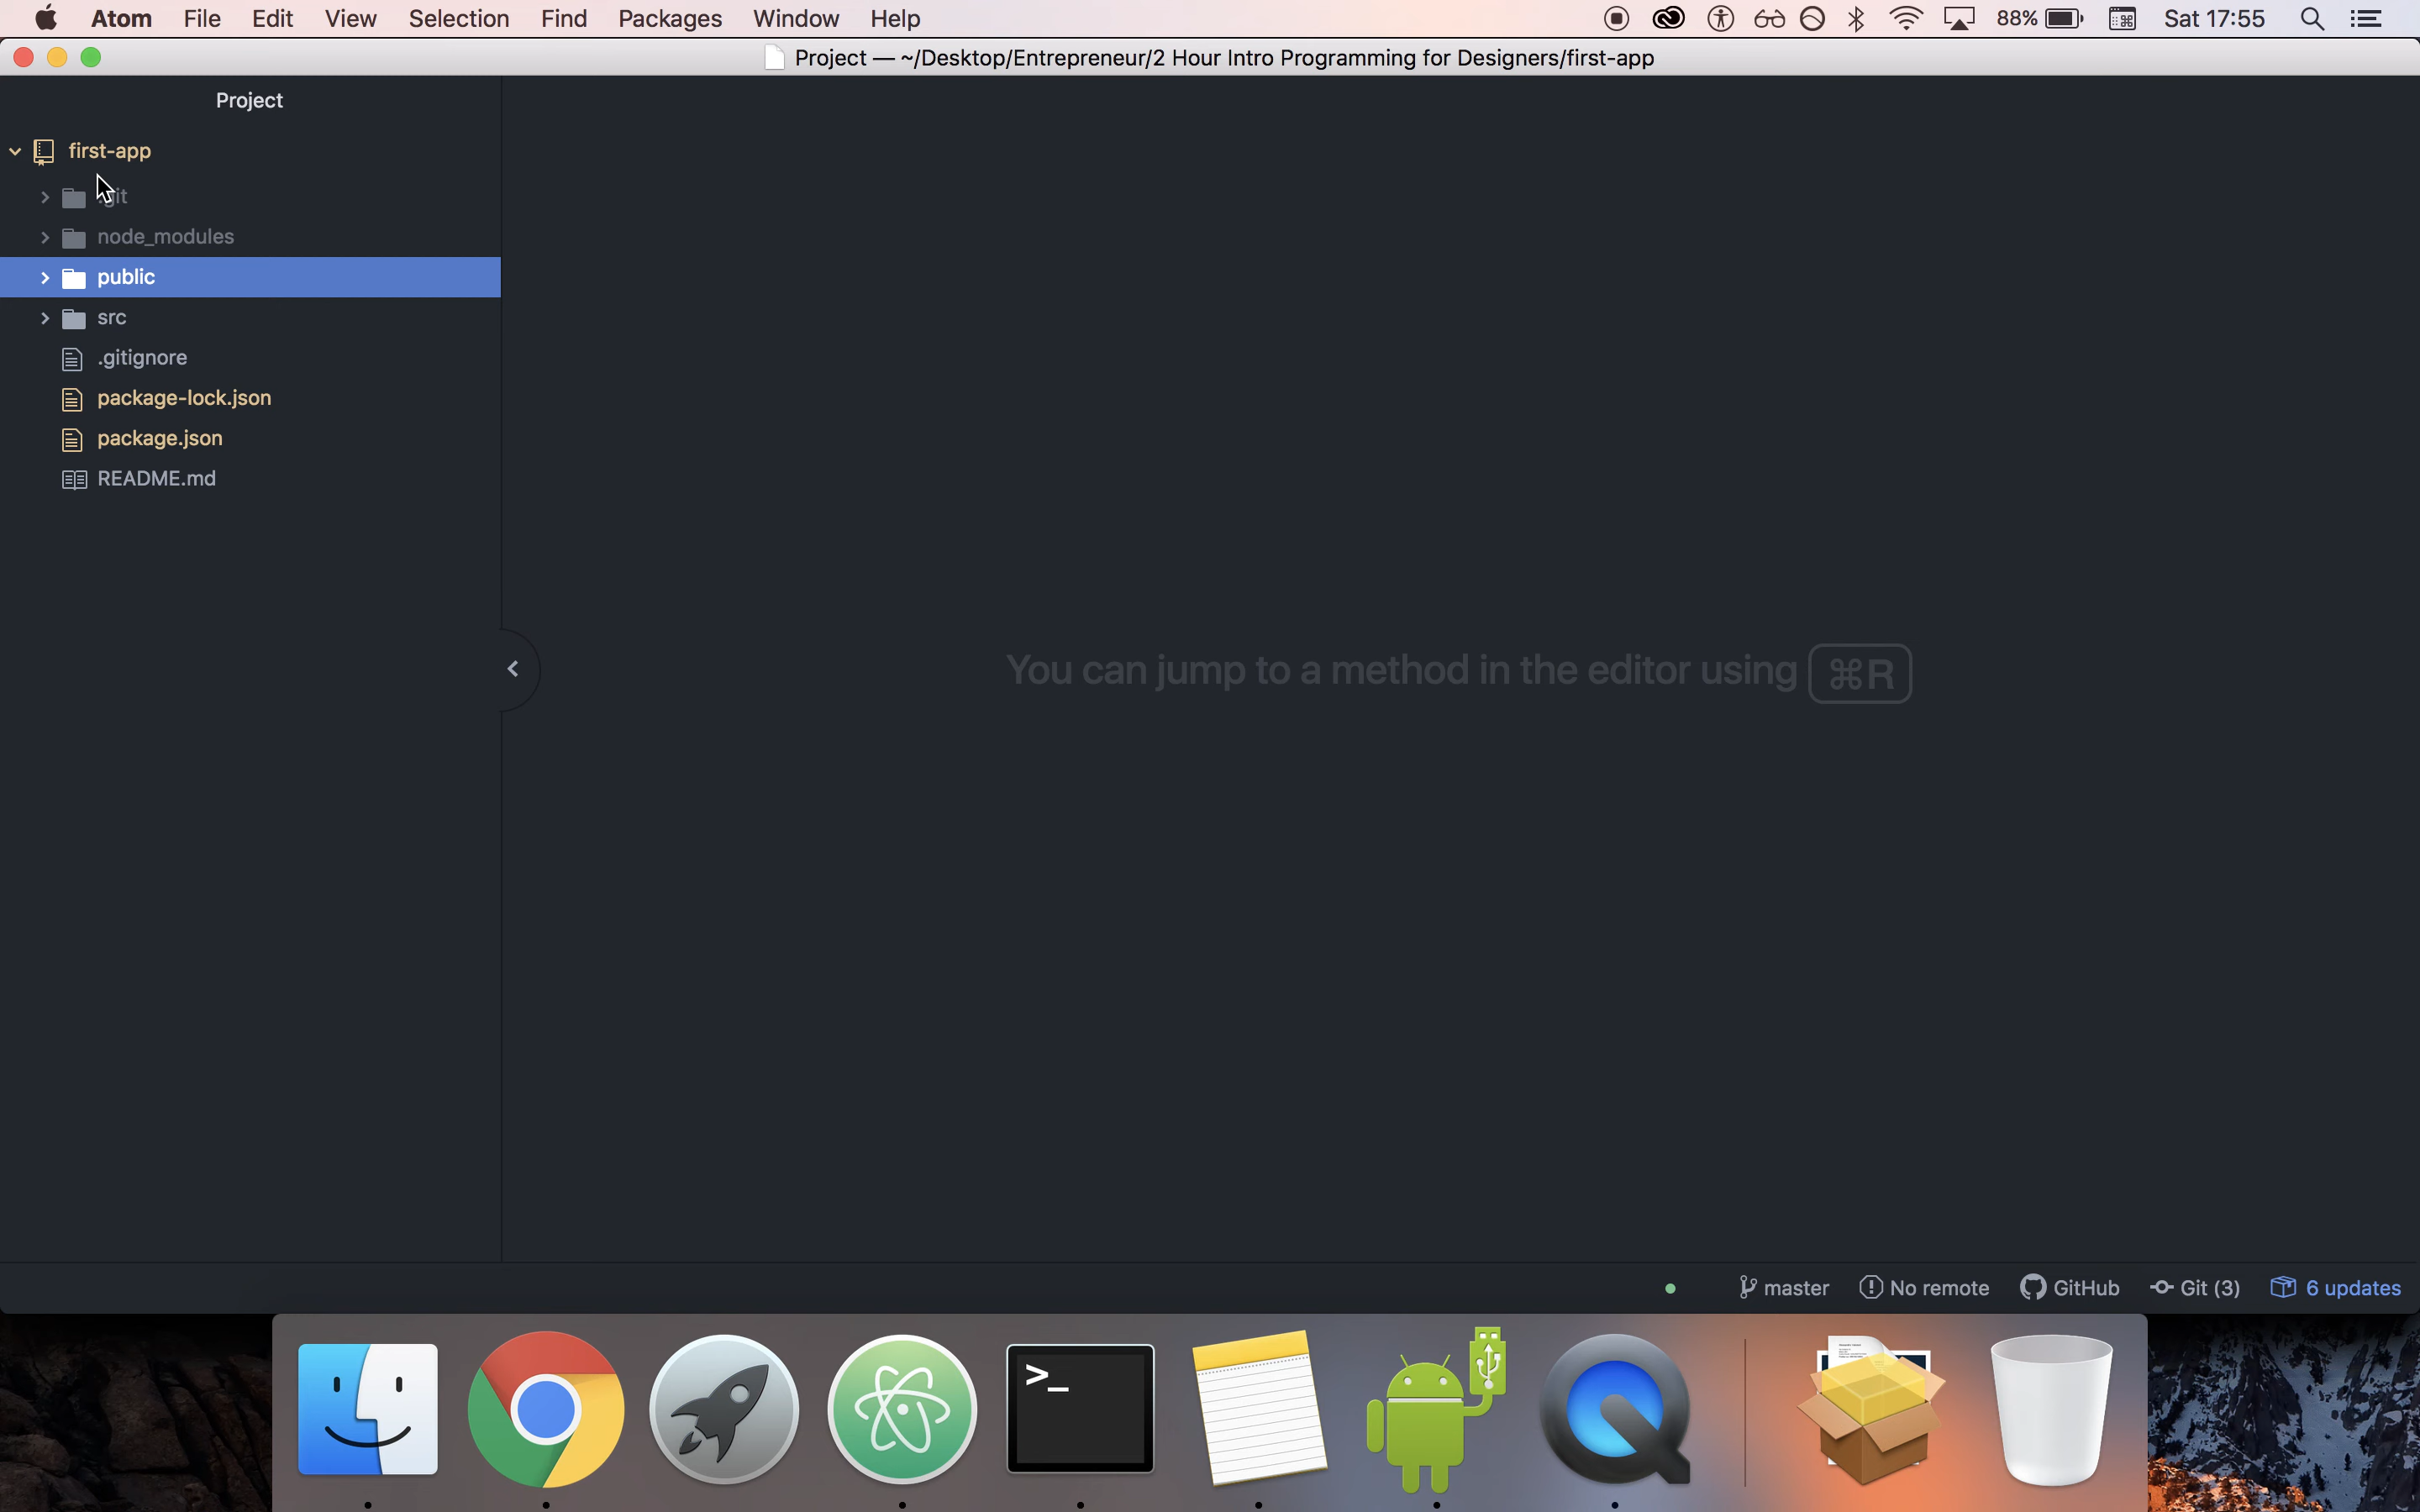 Atom File Edit View Selection Find Packages Window Help 88% Sat 17:55
Project — ~/Desktop/Entrepreneur/2 Hour Intro Programming for Designers/first-app
Project
first-app
.git
node_modules
public
src
.gitignore
package-lock.json
package.json
README.md
You can jump to a method in the editor using ⌘R
master No remote GitHub Git (3) 6 updates
>_